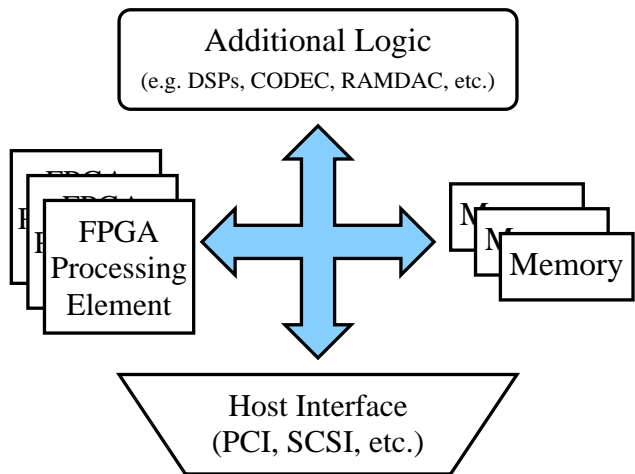 Additional Logic
(e.g. DSPs, CODEC, RAMDAC, etc.)
FPGA
Processing
Element
Memory
Host Interface
(PCI, SCSI, etc.)